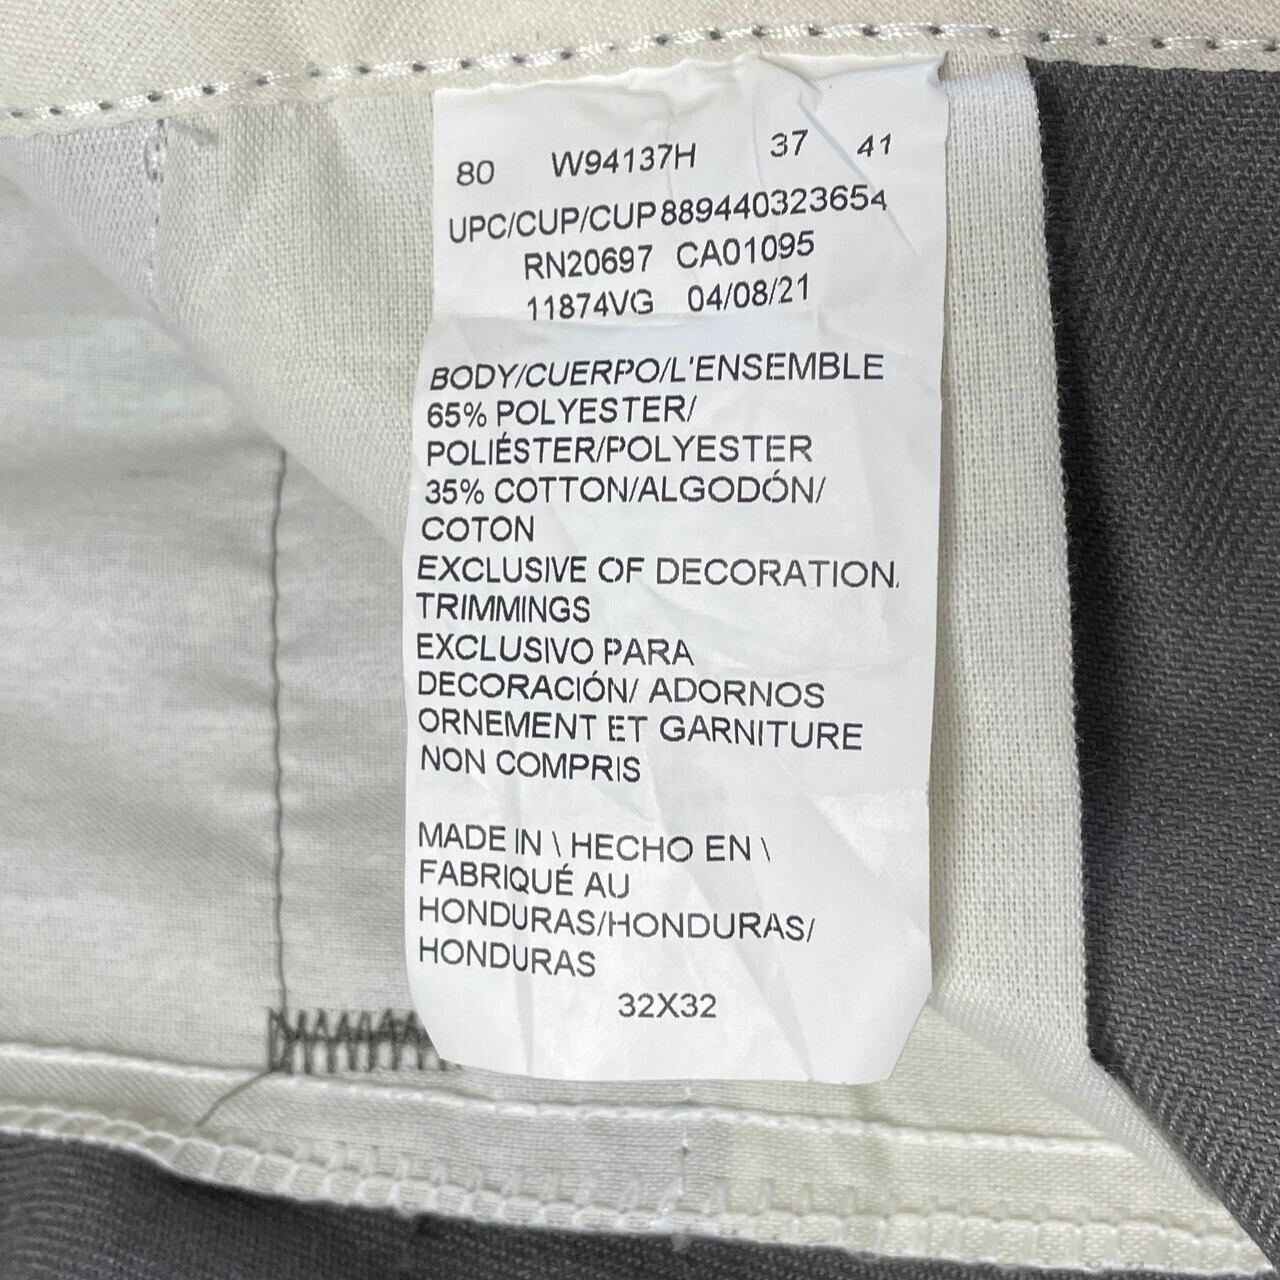 80 W94137H 37 41
UPC/CUP/CUP889440323654
RN20697 CA01095
11874VG 04/08/21
BODY/CUERPO/L'ENSEMBLE
65% POLYESTER/
POLIÉSTER/POLYESTER
35% COTTON/ALGODÓN/
COTON
EXCLUSIVE OF DECORATION.
TRIMMINGS
EXCLUSIVO PARA
DECORACIÓN/ ADORNOS
ORNEMENT ET GARNITURE
NON COMPRIS
MADE IN \ HECHO EN \
FABRIQUÉ AU
HONDURAS/HONDURAS/
HONDURAS
32X32